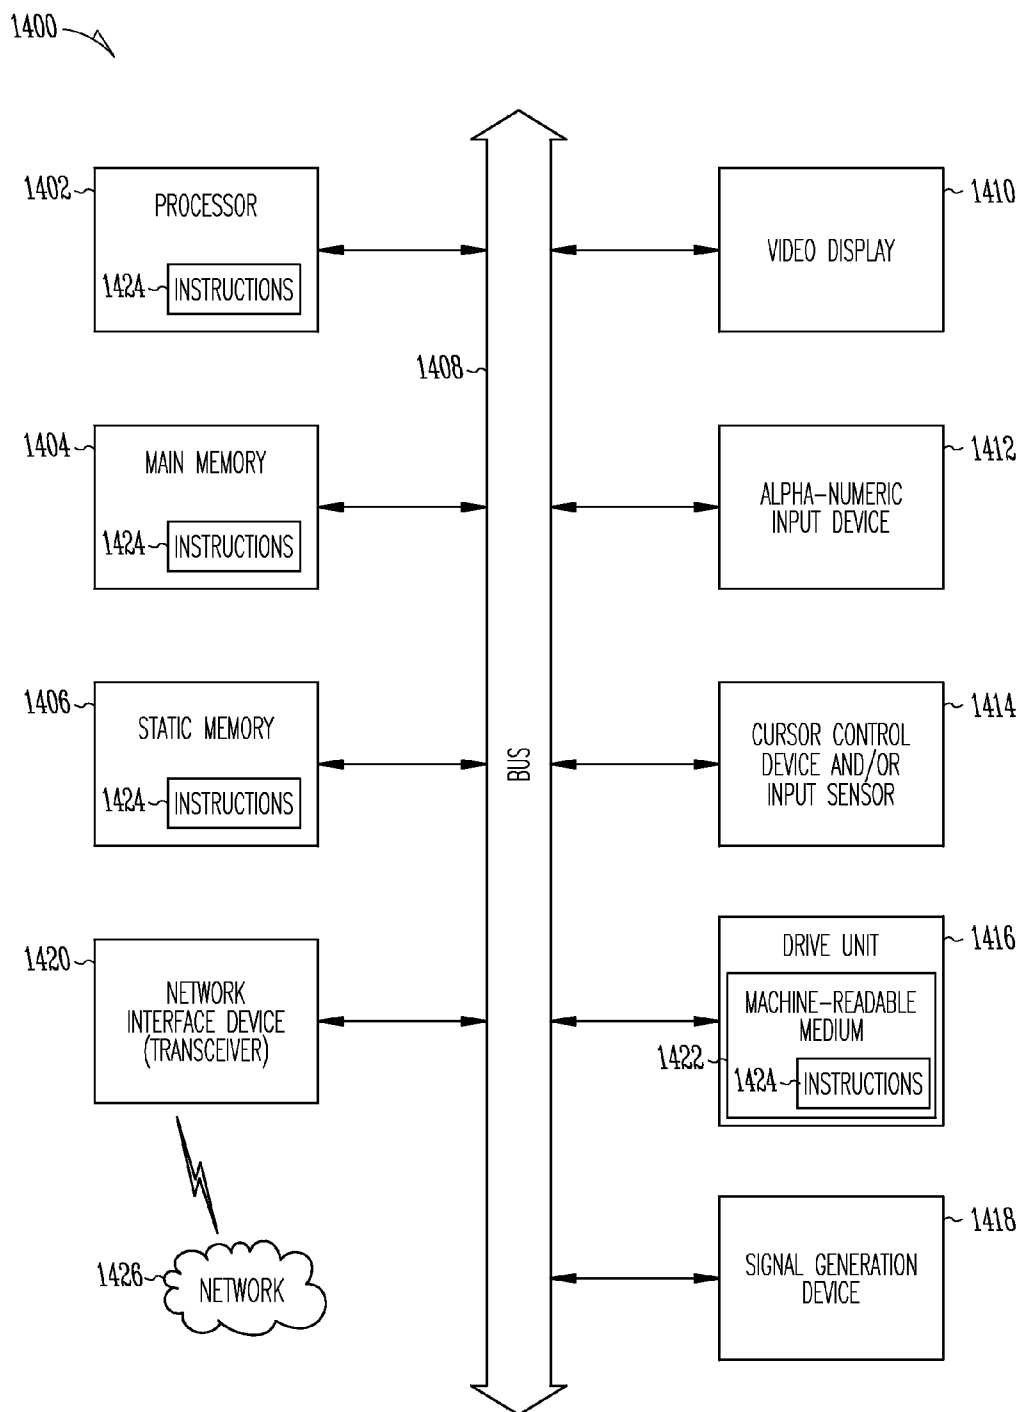 1400
1402
PROCESSOR
1424
INSTRUCTIONS
1404
MAIN MEMORY
1424
INSTRUCTIONS
1406
STATIC MEMORY
1424
INSTRUCTIONS
1420
NETWORK
INTERFACE DEVICE
(TRANSCEIVER)
1426
NETWORK
1408
BUS
1410
VIDEO DISPLAY
1412
ALPHA-NUMERIC
INPUT DEVICE
1414
CURSOR CONTROL
DEVICE AND/OR
INPUT SENSOR
1416
DRIVE UNIT
MACHINE-READABLE
MEDIUM
1422
1424
INSTRUCTIONS
1418
SIGNAL GENERATION
DEVICE